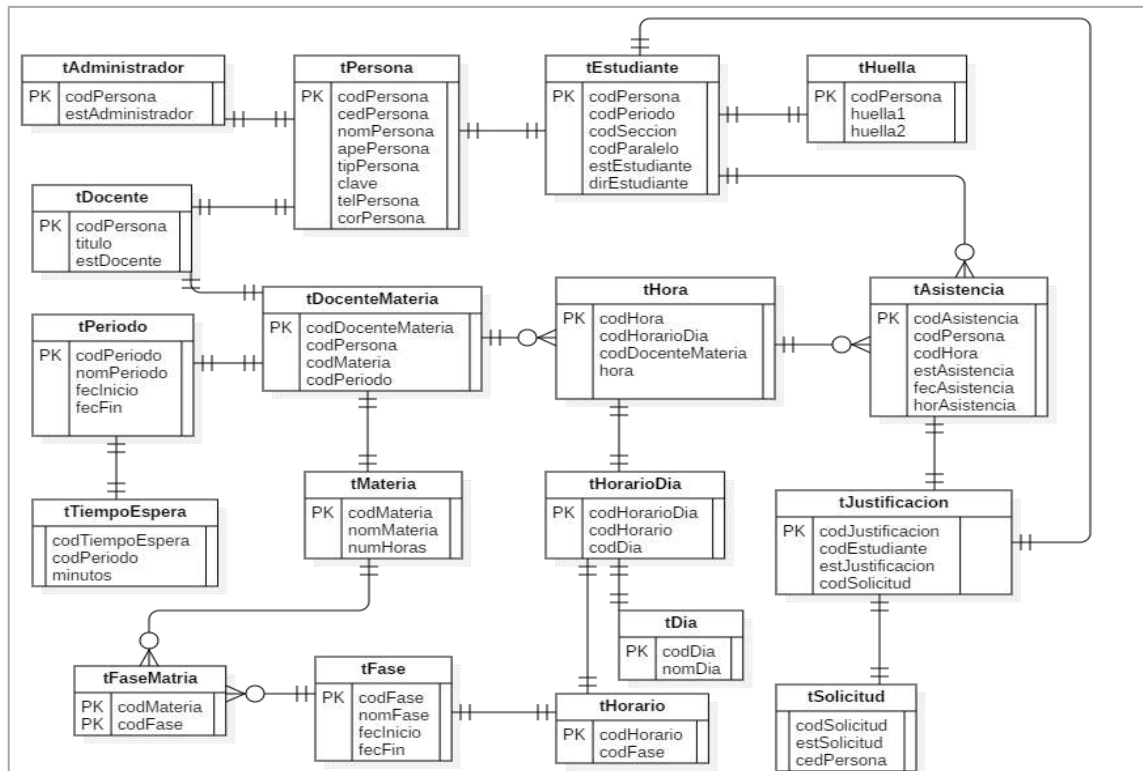 tAdministrador
PK codPersona
estAdministrador
tPersona
PK codPersona
cedPersona
nomPersona
apePersona
tipPersona
clave
telPersona
corPersona
tEstudiante
PK codPersona
codPeriodo
codSeccion
codParalelo
estEstudiante
dirEstudiante
tHuella
PK codPersona
huella1
huella2
tDocente
PK codPersona
titulo
estDocente
tDocenteMateria
PK codDocenteMateria
codPersona
codMateria
codPeriodo
tHora
PK codHora
codHorarioDia
codDocenteMateria
hora
tAsistencia
PK codAsistencia
codPersona
codHora
estAsistencia
fecAsistencia
horAsistencia
tPeriodo
PK codPeriodo
nomPeriodo
fecInicio
fecFin
tTiempoEspera
codTiempoEspera
codPeriodo
minutos
tMateria
PK codMateria
nomMateria
numHoras
tHorarioDia
PK codHorarioDia
codHorario
codDia
tJustificacion
PK codJustificacion
codEstudiante
estJustificacion
codSolicitud
tDia
PK codDia
nomDia
tFaseMatria
PK codMateria
PK codFase
tFase
PK codFase
nomFase
fecInicio
fecFin
tHorario
PK codHorario
codFase
tSolicitud
codSolicitud
estSolicitud
cedPersona